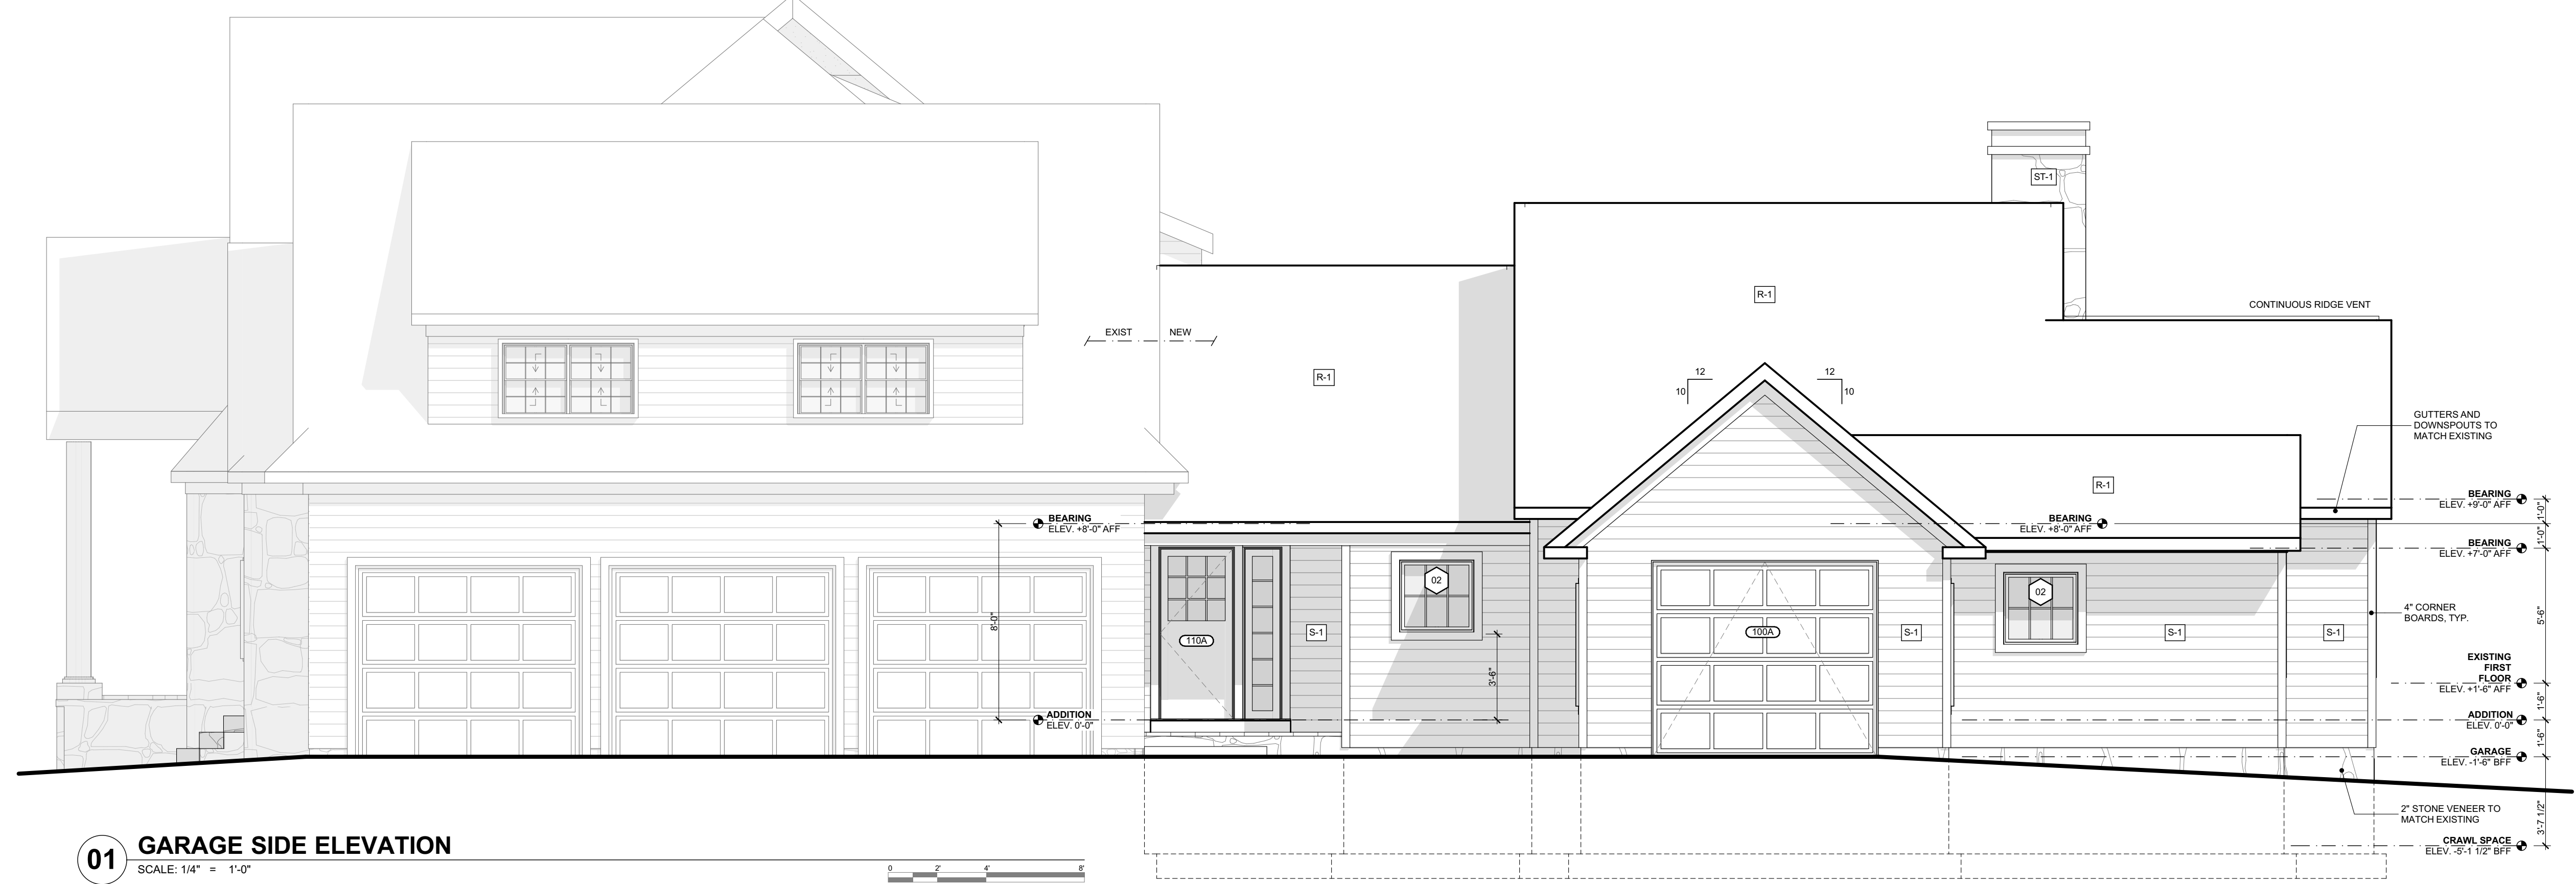 ST-1
R-1
CONTINUOUS RIDGE VENT
EXIST NEW
R-1
12
10
12
10
GUTTERS AND
DOWNSPOUTS TO
MATCH EXISTING
R-1
BEARING
ELEV. +9'-0" AFF
1'-0"
BEARING
ELEV. +8'-0" AFF
BEARING
ELEV. +8'-0" AFF
1'-0"
BEARING
ELEV. +7'-0" AFF
02
02
8'-0"
110A
S-1
100A
S-1
S-1
S-1
4" CORNER
BOARDS, TYP.
5'-6"
3'-6"
EXISTING
FIRST
FLOOR
ELEV. +1'-6" AFF
1'-6"
ADDITION
ELEV. 0'-0"
ADDITION
ELEV. 0'-0"
1'-6"
GARAGE
ELEV. -1'-6" BFF
2" STONE VENEER TO
MATCH EXISTING
3'-7 1/2"
CRAWL SPACE
ELEV. -5'-1 1/2" BFF
01
GARAGE SIDE ELEVATION
SCALE: 1/4" = 1'-0"
0 2' 4' 8'